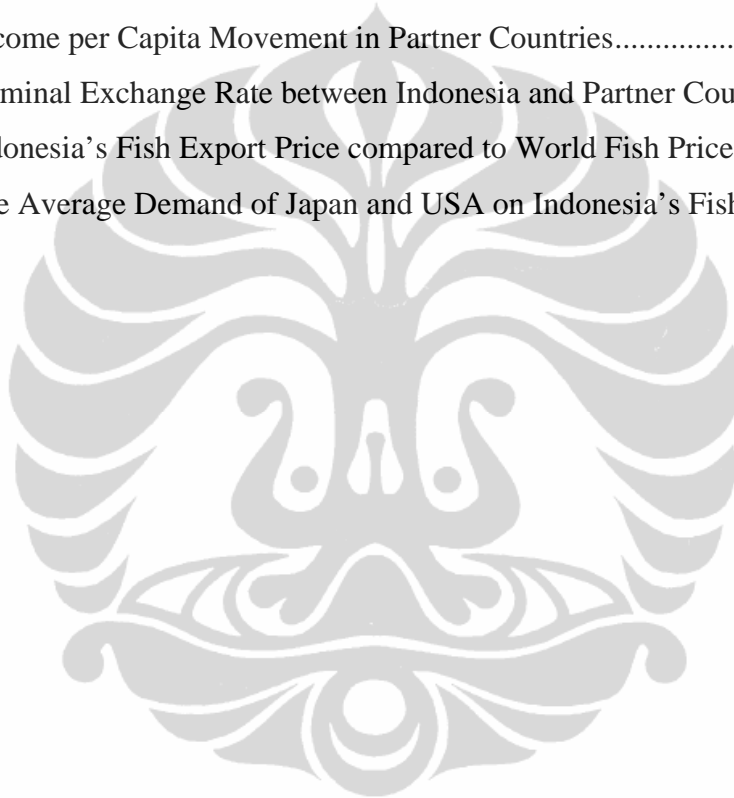 come per Capita Movement in Partner Countries...............
minal Exchange Rate between Indonesia and Partner Cou
donesia’s Fish Export Price compared to World Fish Price
e Average Demand of Japan and USA on Indonesia’s Fish